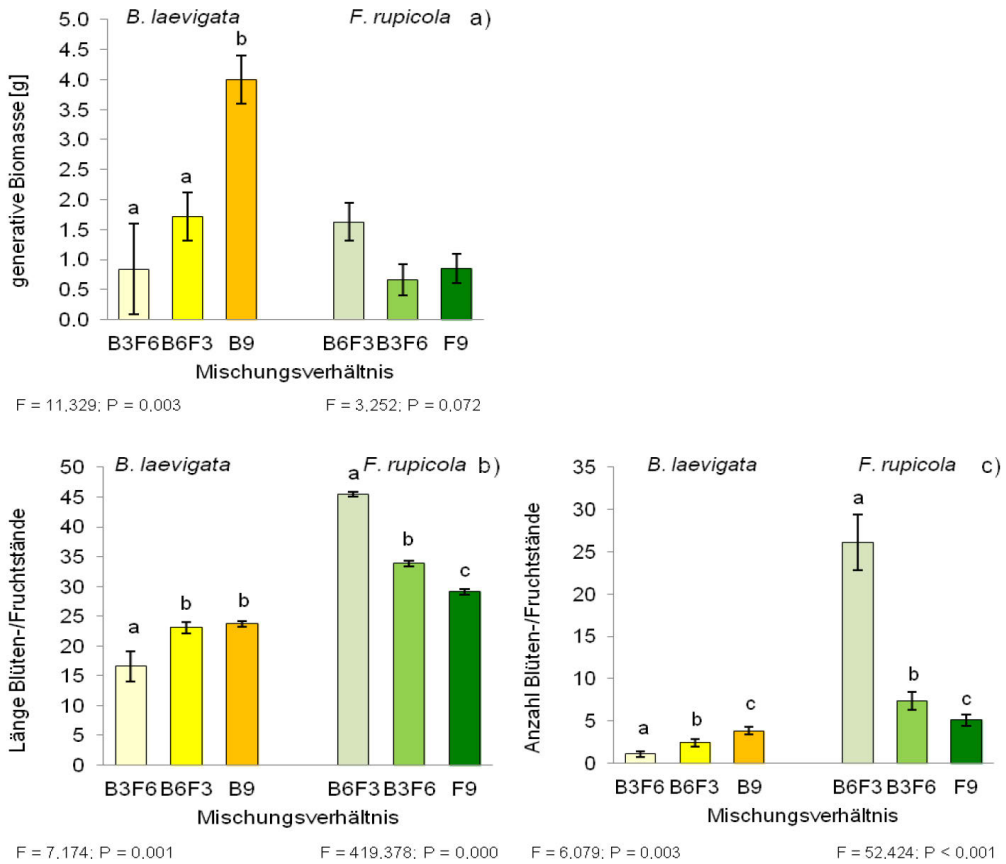 B. laevigata F. rupicola a)
generative Biomasse [g]
5.0
4.5
4.0
3.5
3.0
2.5
2.0
1.5
1.0
0.5
0.0
a a b
B3F6 B6F3 B9 B6F3 B3F6 F9
Mischungsverhältnis
F = 11,329; P = 0,003 F = 3,252; P = 0,072
B. laevigata F. rupicola b)
Länge Blüten-/Fruchtstände
50
45
40
35
30
25
20
15
10
5
0
a b b a b c
B3F6 B6F3 B9 B6F3 B3F6 F9
Mischungsverhältnis
F = 7,174; P = 0,001 F = 419,378; P = 0,000
B. laevigata F. rupicola c)
Anzahl Blüten-/Fruchtstände
35
30
25
20
15
10
5
0
a b c a b c
B3F6 B6F3 B9 B6F3 B3F6 F9
Mischungsverhältnis
F = 6,079; P = 0,003 F = 52,424; P < 0,001